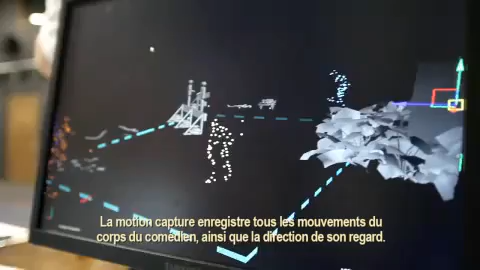 La motion capture enregistre tous les mouvements du
corps du comédien, ainsi que la direction de son regard.